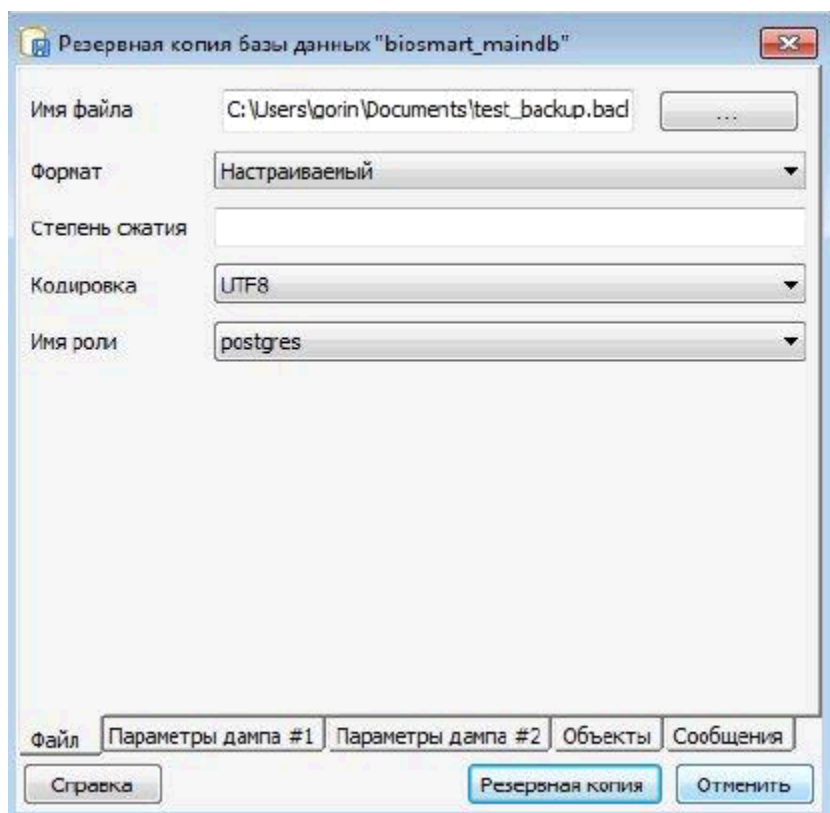 Резервная копия базы данных "biosmart_maindb"
Имя файла C:\Users\gorin\Documents\test_backup.bacl ...
Формат Настраиваемый
Степень сжатия
Кодировка UTF8
Имя роли postgres
Файл Параметры дампа #1 Параметры дампа #2 Объекты Сообщения
Справка Резервная копия Отменить